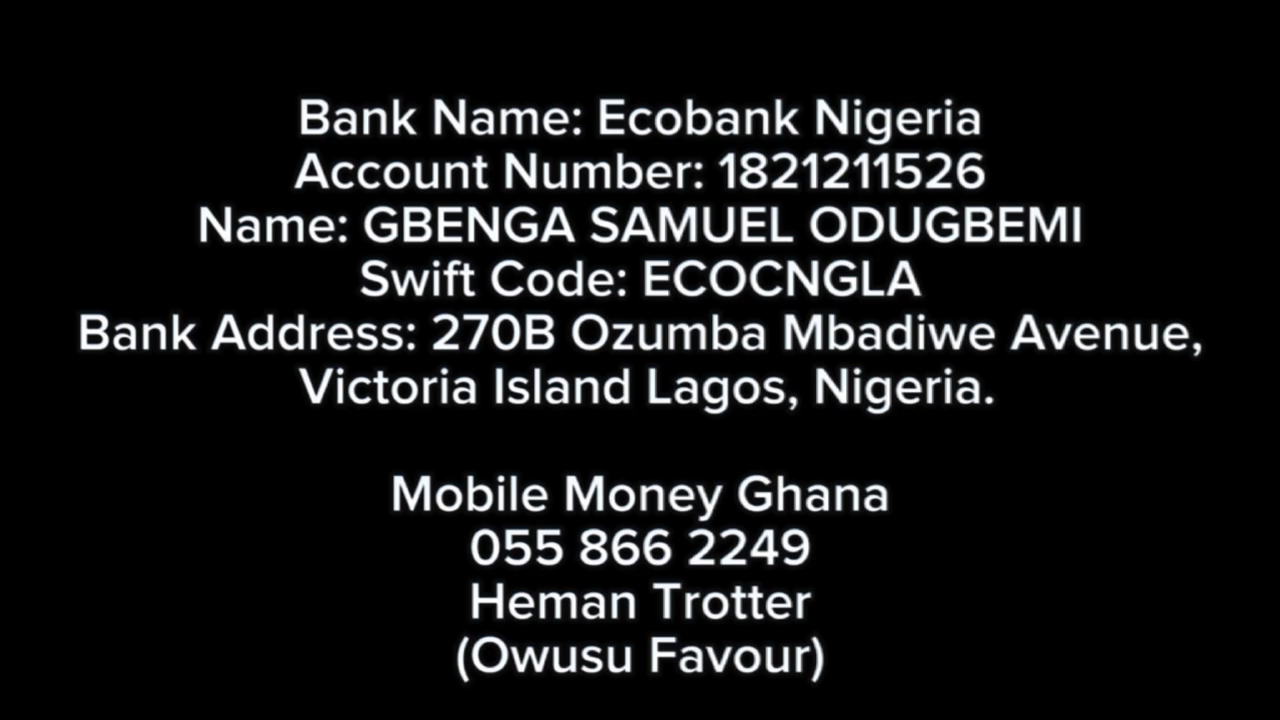 Bank Name: Ecobank Nigeria
Account Number: 1821211526
Name: GBENGA SAMUEL ODUGBEMI
Swift Code: ECOCNGLA
Bank Address: 270B Ozumba Mbadiwe Avenue,
Victoria Island Lagos, Nigeria.
Mobile Money Ghana
055 866 2249
Heman Trotter
(Owusu Favour)